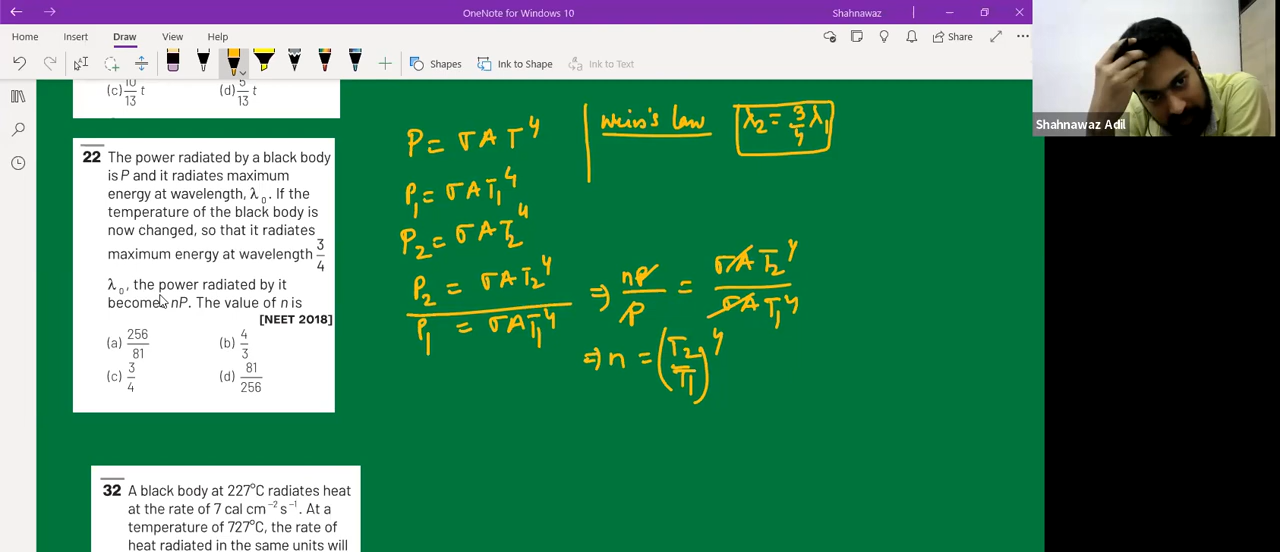 OneNote for Windows 10
Shahnawaz
Home Insert Draw View Help
Share
Shapes
Ink to Shape
Ink to Text
(c) 10/13 t (d) 5/13 t
22 The power radiated by a black body
is P and it radiates maximum
energy at wavelength, λ₀. If the
temperature of the black body is
now changed, so that it radiates
maximum energy at wavelength 3/4
λ₀, the power radiated by it
becomes nP. The value of n is
[NEET 2018]
(a) 256/81 (b) 4/3
(c) 3/4 (d) 81/256
32 A black body at 227°C radiates heat
at the rate of 7 cal cm⁻² s⁻¹. At a
temperature of 727°C, the rate of
heat radiated in the same units will
P = σAT⁴
P₁ = σAT₁⁴
P₂ = σAT₂⁴
P₂ = σAT₂⁴
P₁ = σAT₁⁴
⇒ nP/P = σAT₂⁴/σAT₁⁴
⇒ n = (T₂/T₁)⁴
Wein's law
λ₂ = 3/4 λ₁
Shahnawaz Adil